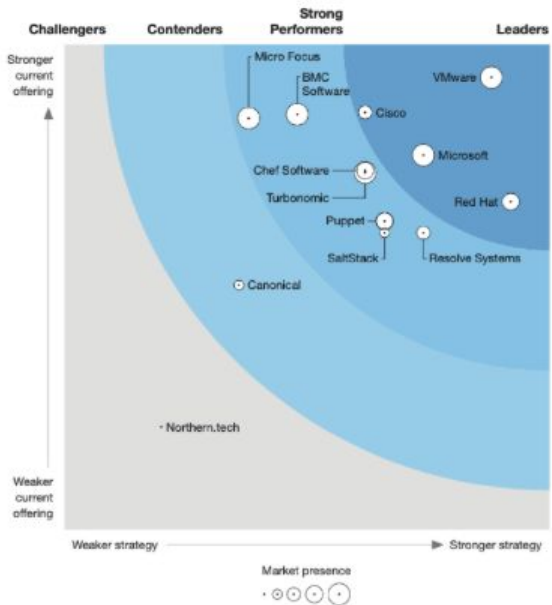 Challengers
Contenders
Strong
Performers
Leaders
Stronger
current
offering
Micro Focus
BMC
Software
VMware
Cisco
Microsoft
Chef Software
Turbonomic
Red Hat
Puppet
SaltStack
Resolve Systems
Canonical
Northern.tech
Weaker
current
offering
Weaker strategy
Stronger strategy
Market presence